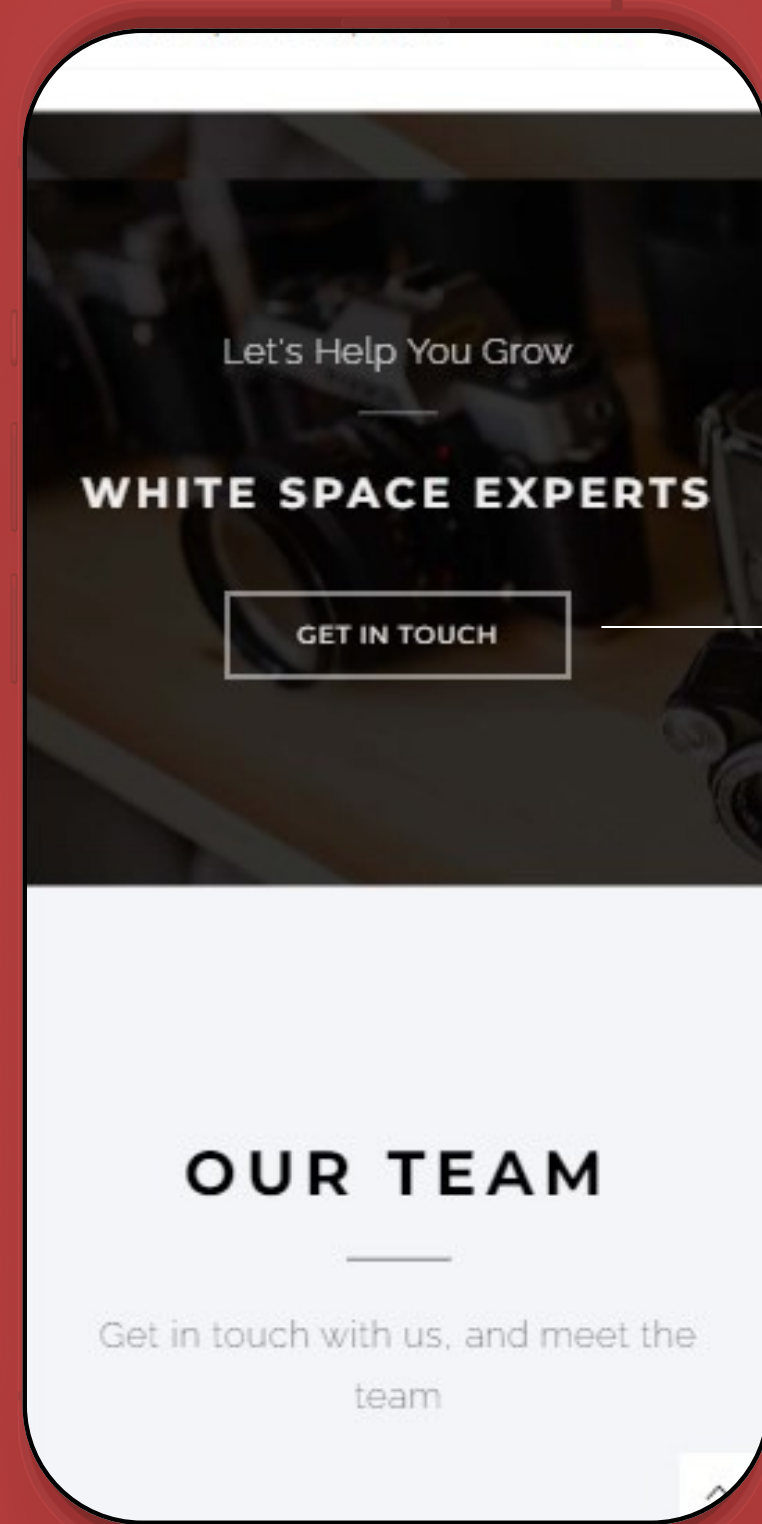 Let's Help You Grow
WHITE SPACE EXPERTS
GET IN TOUCH
OUR TEAM
Get in touch with us, and meet the
team